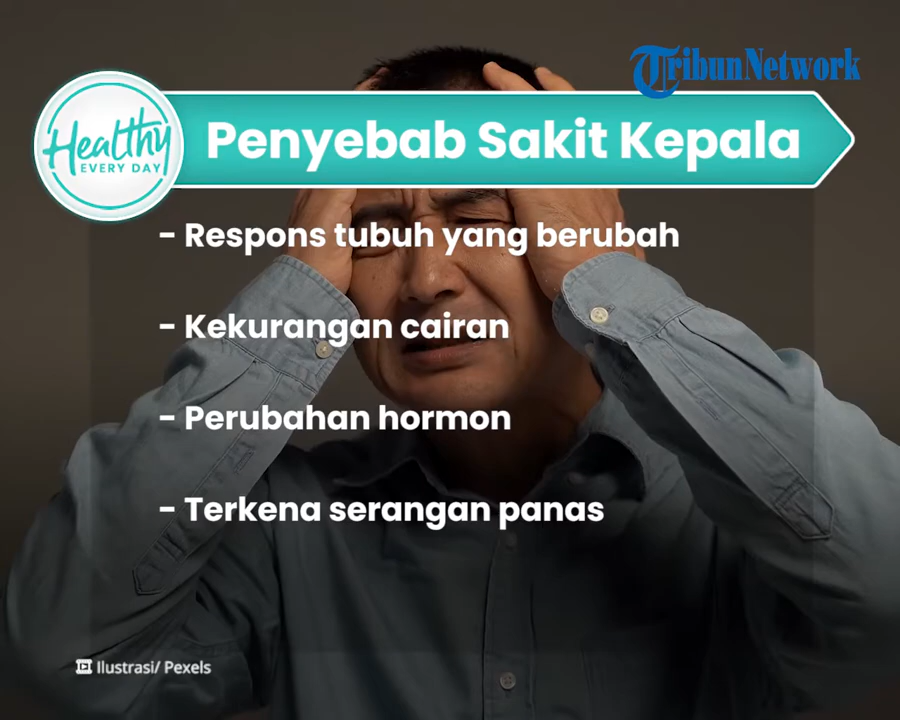 TribunNetwork
Healthy
EVERY DAY
Penyebab Sakit Kepala
- Respons tubuh yang berubah
- Kekurangan cairan
- Perubahan hormon
- Terkena serangan panas
Ilustrasi/ Pexels